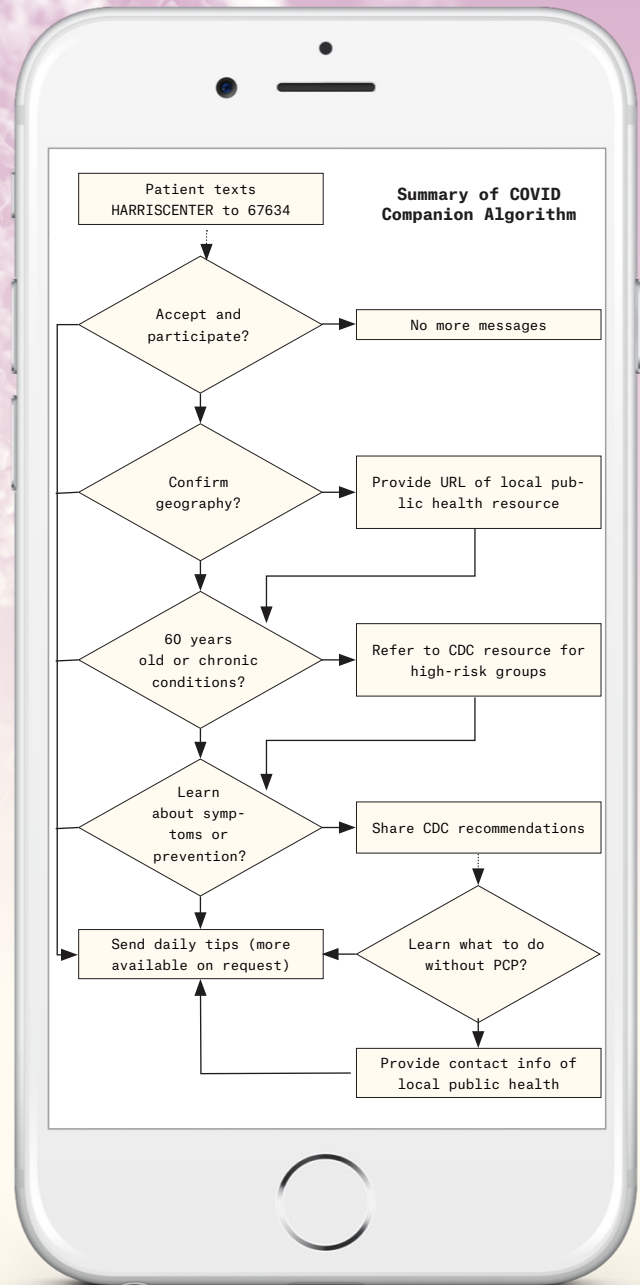 Patient texts
HARRISCENTER to 67634
Summary of COVID
Companion Algorithm
Accept and
participate?
No more messages
Confirm
geography?
Provide URL of local pub-
lic health resource
60 years
old or chronic
conditions?
Refer to CDC resource for
high-risk groups
Learn
about symp-
toms or
prevention?
Share CDC recommendations
Send daily tips (more
available on request)
Learn what to do
without PCP?
Provide contact info of
local public health